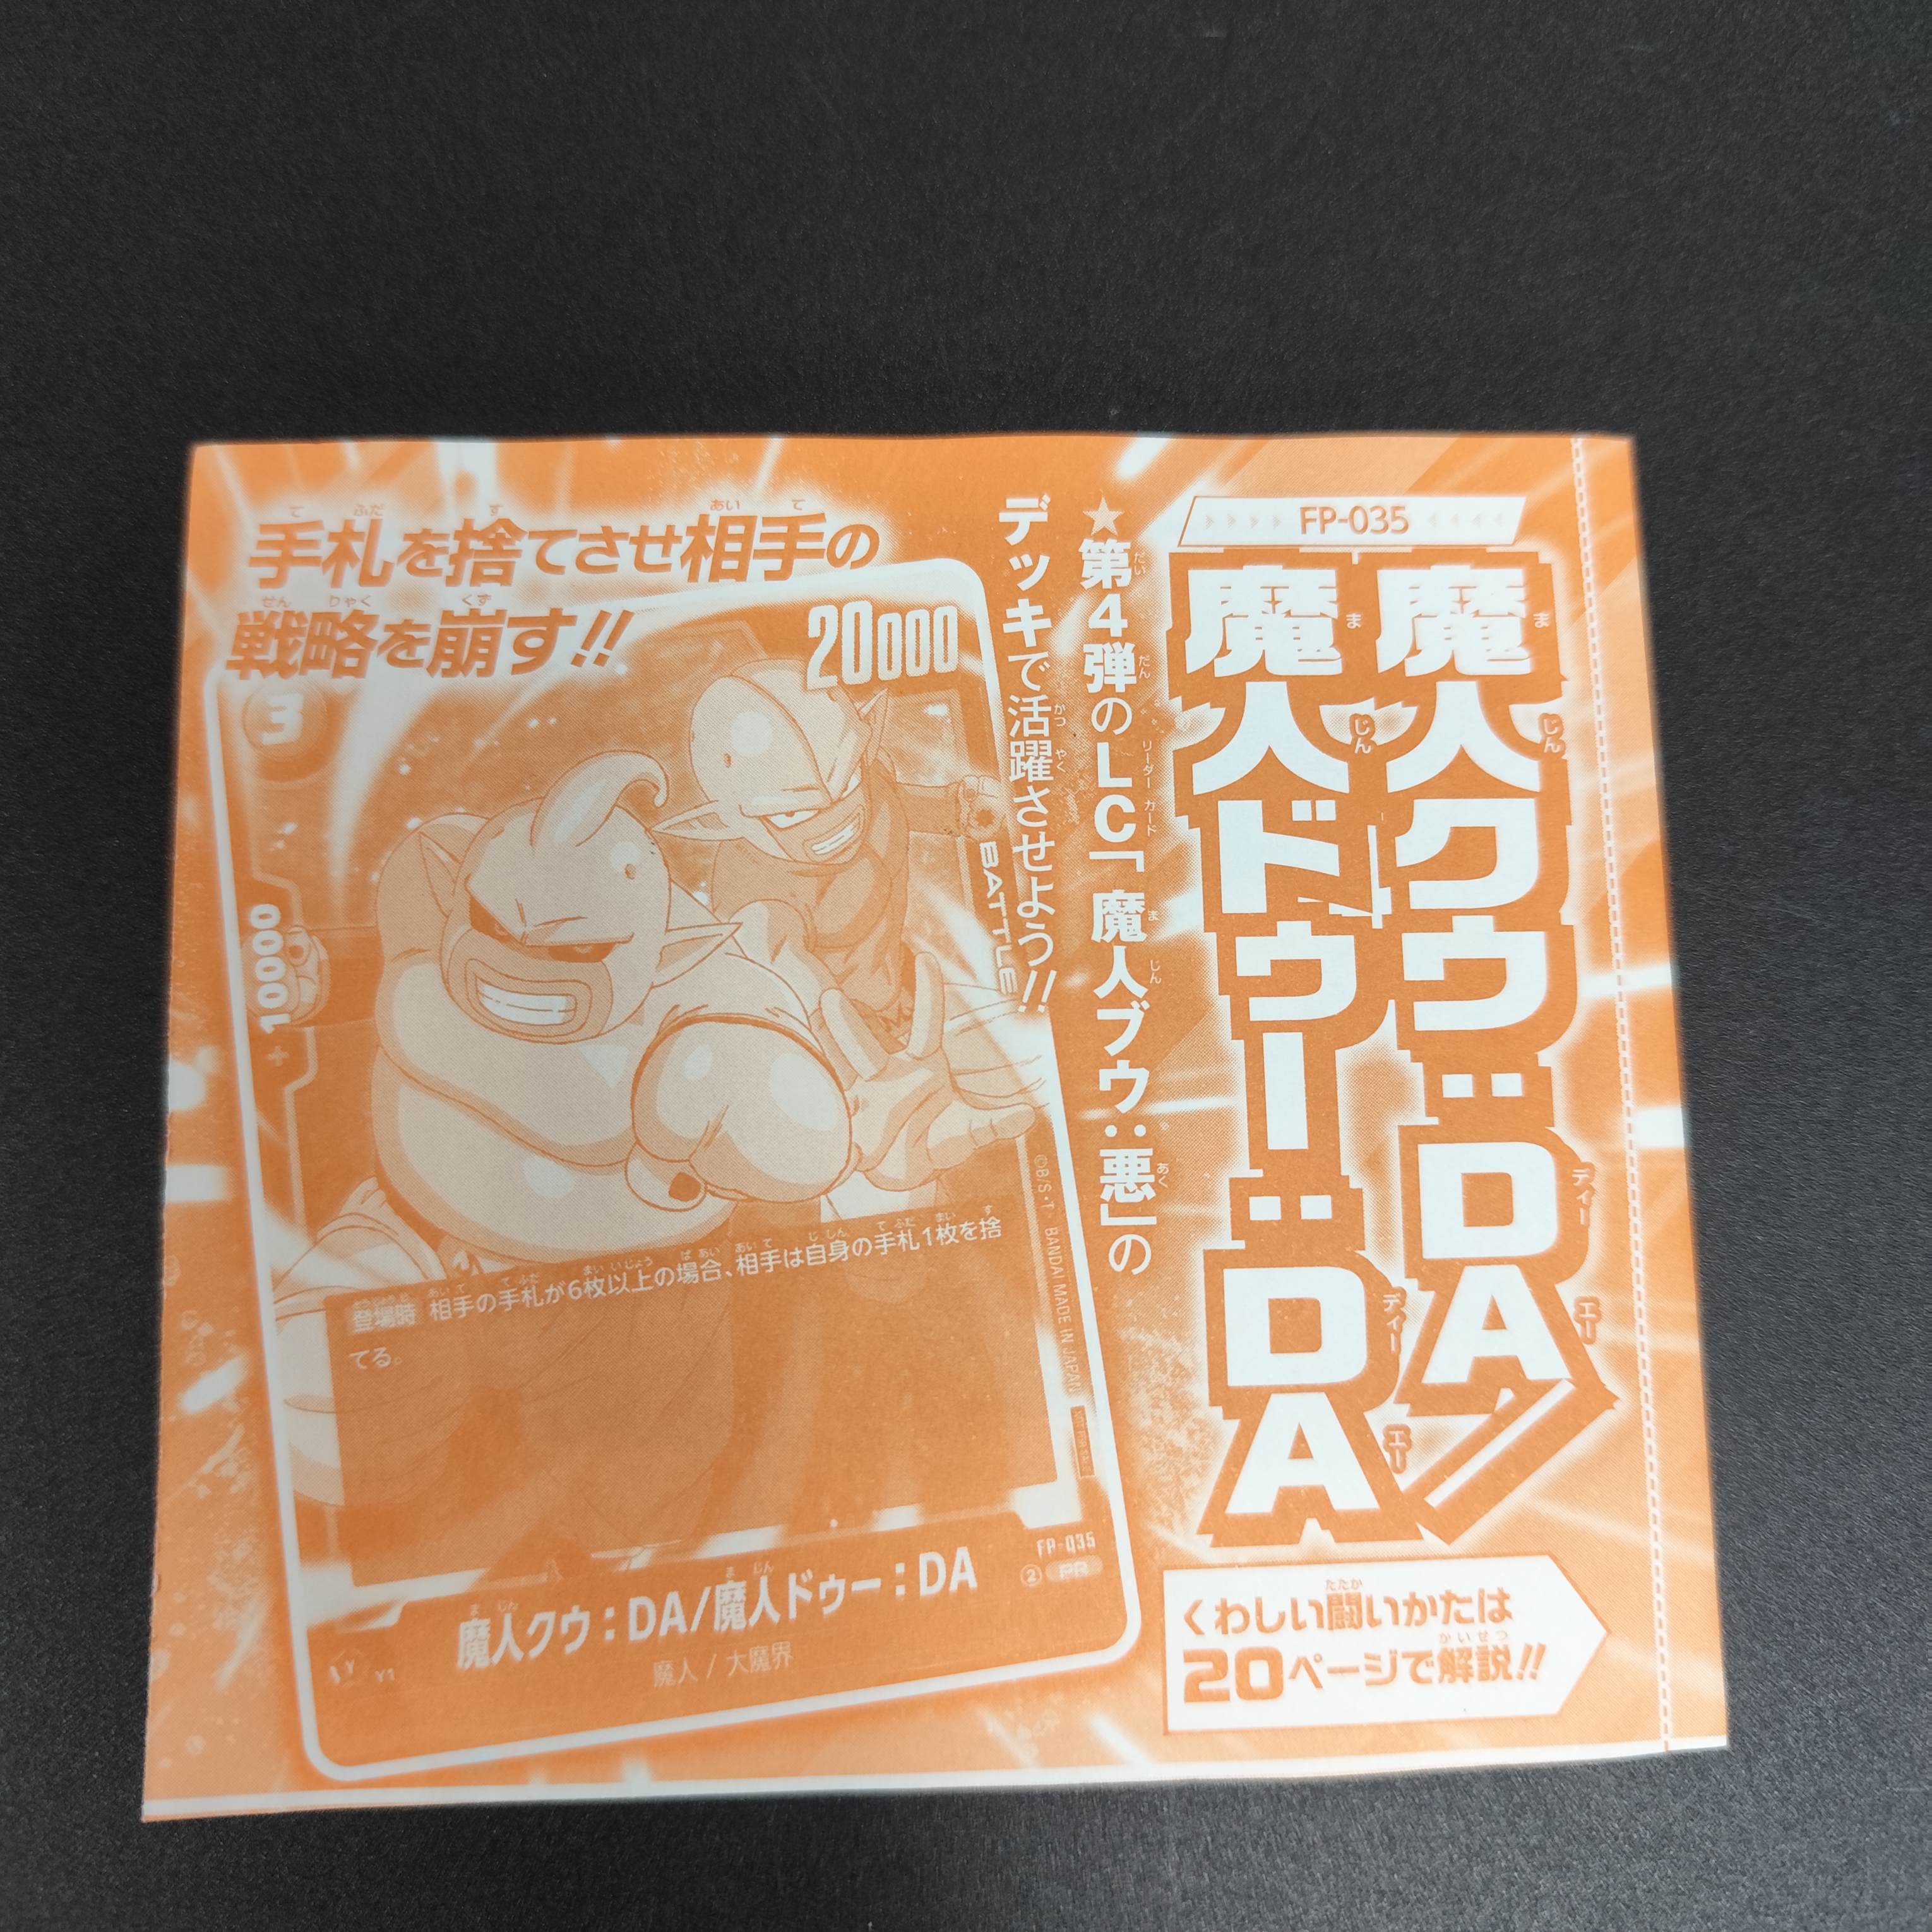 FP-035
魔人クウ:DA/
魔人ドゥー:DA
★第4弾のLC「魔人ブウ:悪」の
デッキで活躍させよう!!
手札を捨てさせ相手の
戦略を崩す!!
3
20000
BATTLE
10000
+
登場時 相手の手札が6枚以上の場合、相手は自身の手札1枚を捨
てる。
©B/S・T BANDAI MADE IN JAPAN
FP-035
② PR
魔人クウ:DA/魔人ドゥー:DA
魔人 / 大魔界
Y Y1
くわしい闘いかたは
20ページで解説!!